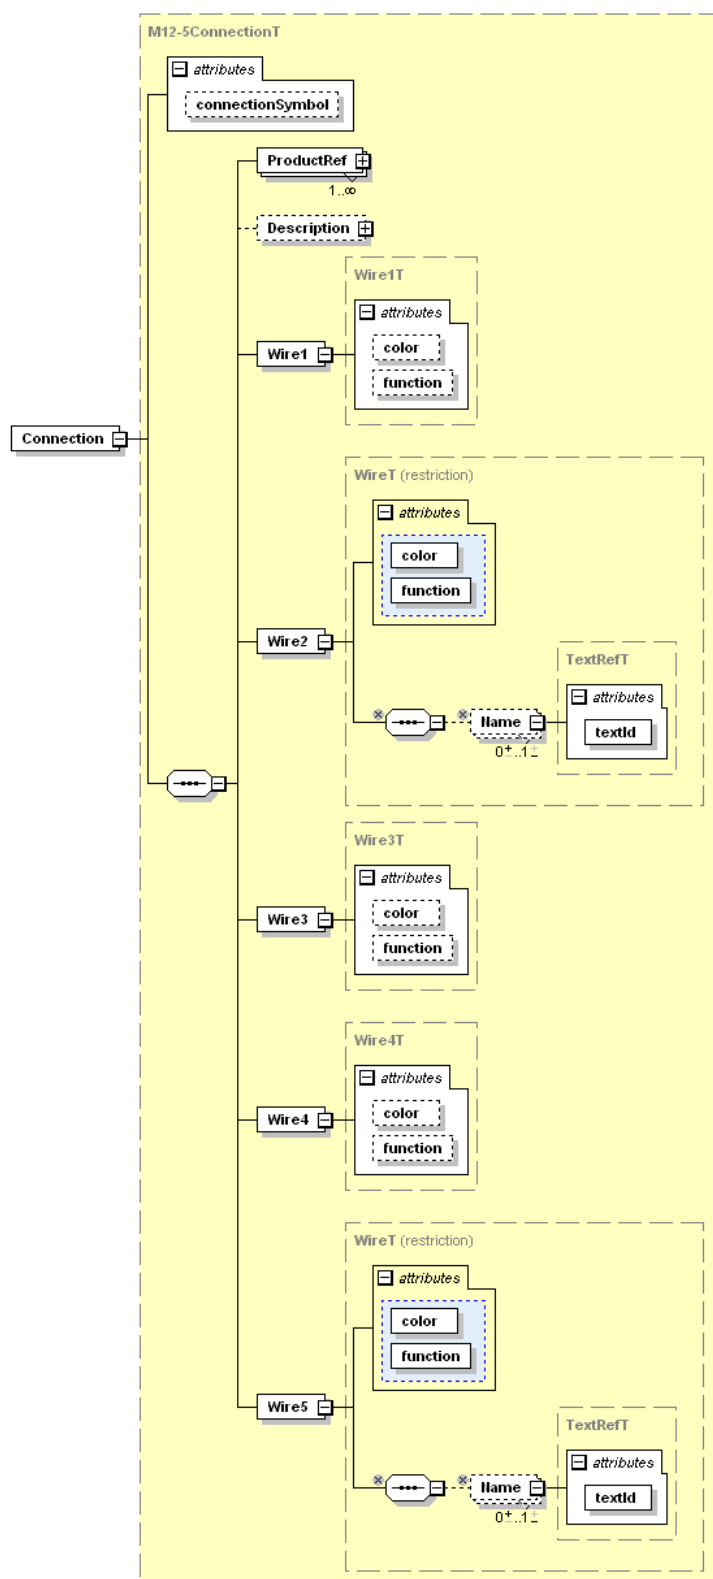 M12-5ConnectionT
attributes
connectionSymbol
ProductRef
1..∞
Description
Wire1T
attributes
Wire1
color
function
Connection
WireT (restriction)
attributes
color
function
Wire2
TextRefT
attributes
Name
textId
0±..1±
Wire3T
attributes
color
Wire3
function
Wire4T
attributes
color
Wire4
function
WireT (restriction)
attributes
color
function
Wire5
TextRefT
attributes
Name
textId
0±..1±